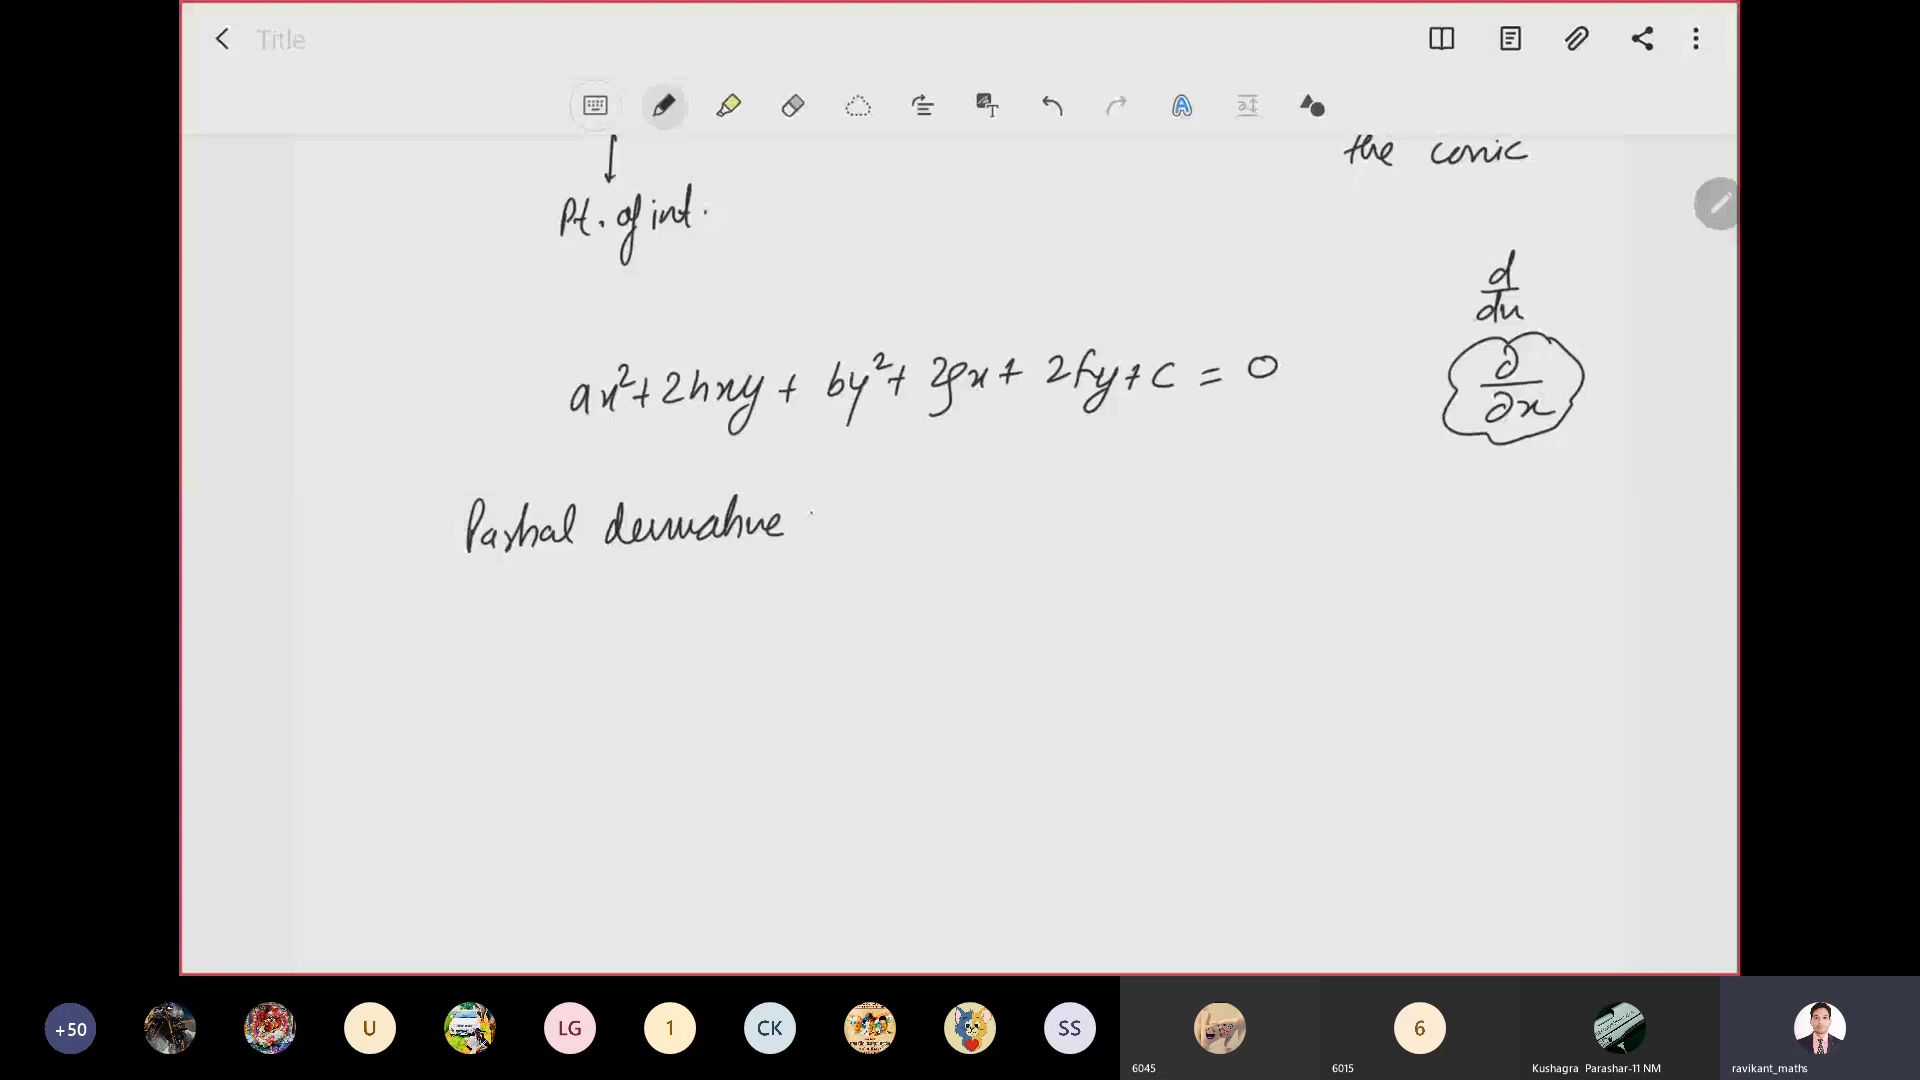 Title
the conic
Pt. of int.
d/du
ax²+2hxy + by²+ 2gx + 2fy+c = 0
∂/∂x
Partial derivative
+50
U
LG
1
CK
SS
6
6045
6015
Kushagra Parashar-11 NM
ravikant_maths